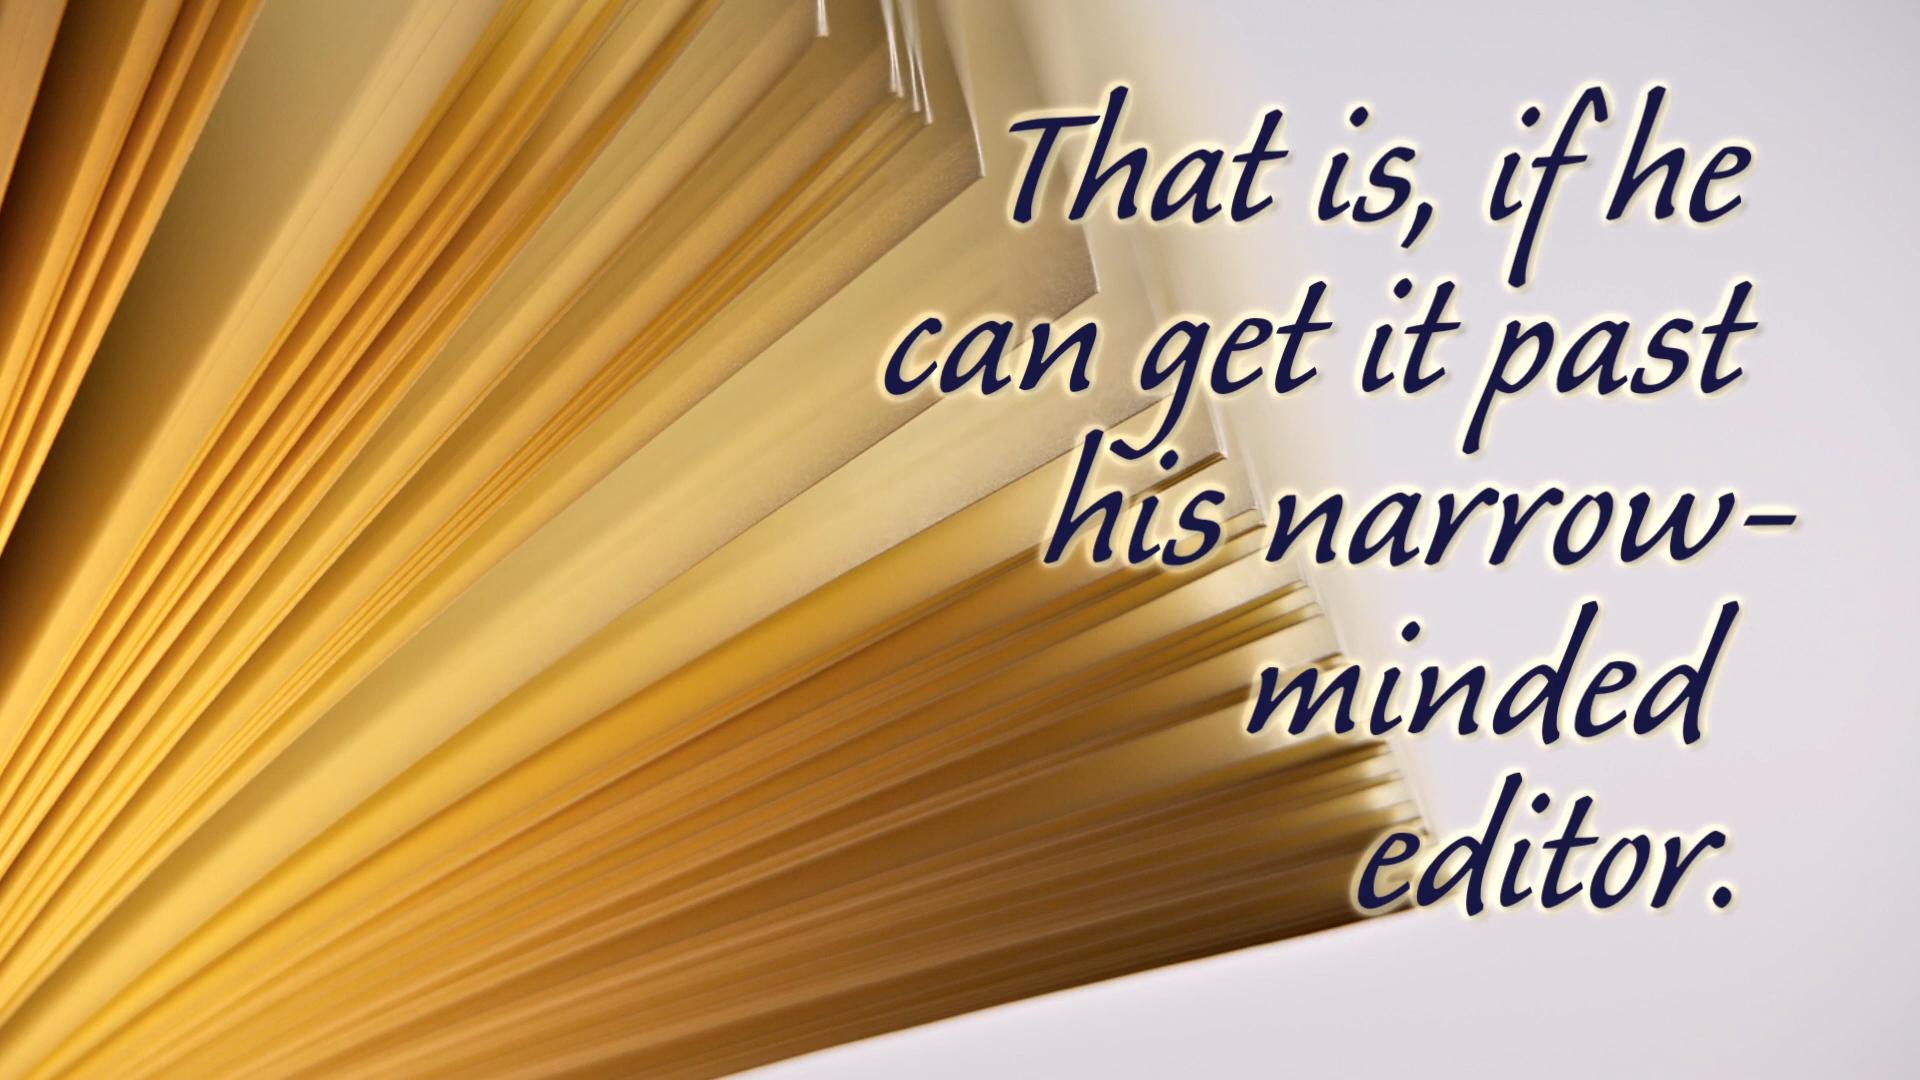 That is, if he
can get it past
his narrow-
minded
editor.